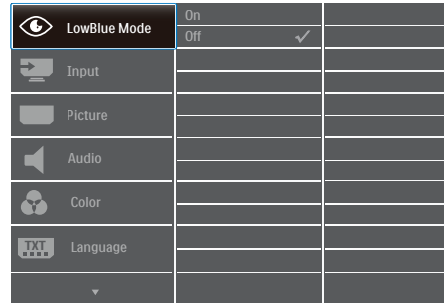 LowBlue Mode
On
Off
Input
Picture
Audio
Color
TXT
Language